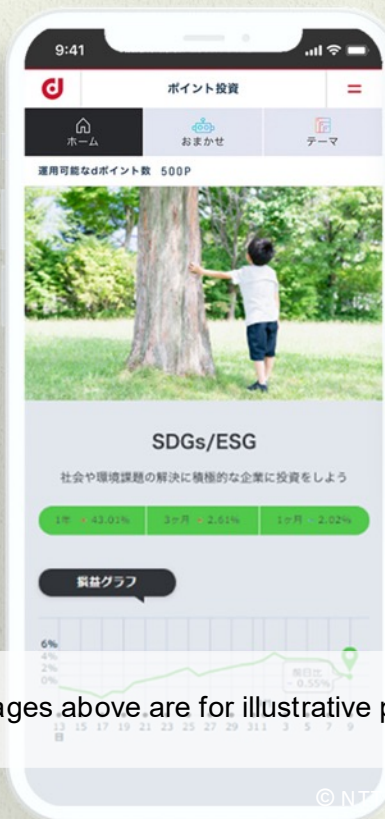 9:41
d
ポイント投資
ホーム
おまかせ
テーマ
運用可能なdポイント数 500P
SDGs/ESG
社会や環境課題の解決に積極的な企業に投資をしよう
1年 + 43.01% 3ヶ月 - 2.61% 1ヶ月 - 2.02%
損益グラフ
6%
4%
2%
0%
前日比
- 0.55%
ages above are for illustrative p
13 15 17 19 21 23 25 27 29 31 1 3 5 7 9
日
© NT